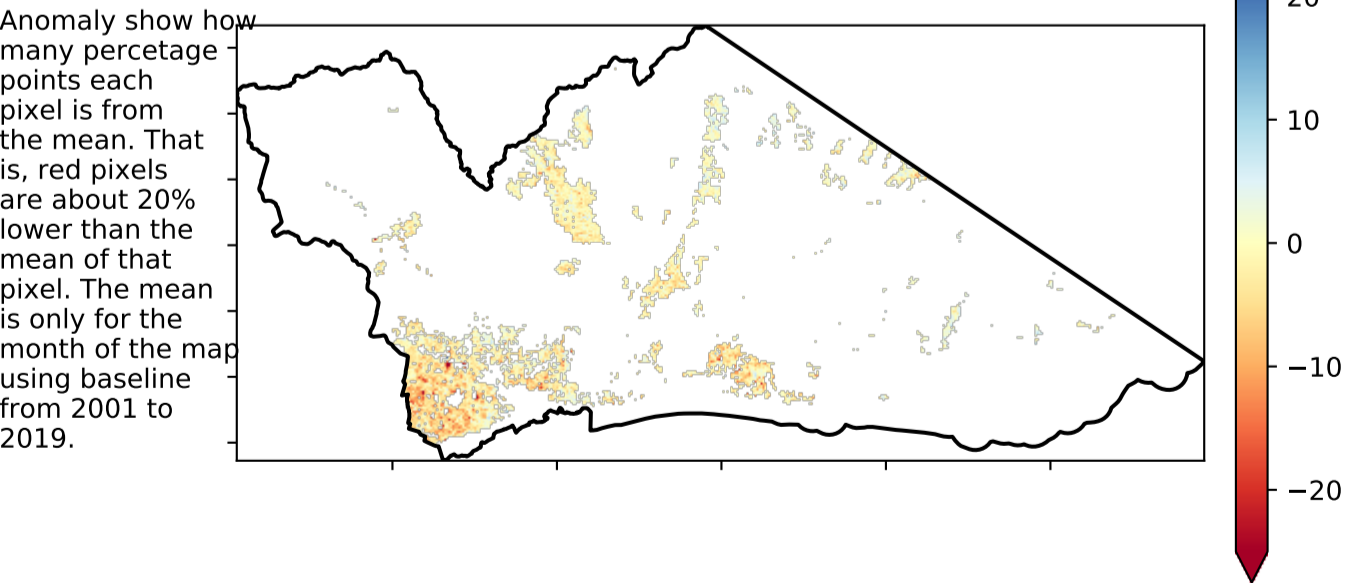 Anomaly show how
many percetage
points each
pixel is from
the mean. That
is, red pixels
are about 20%
lower than the
mean of that
pixel. The mean
is only for the
month of the map
using baseline
from 2001 to
2019.
20
10
0
−10
−20